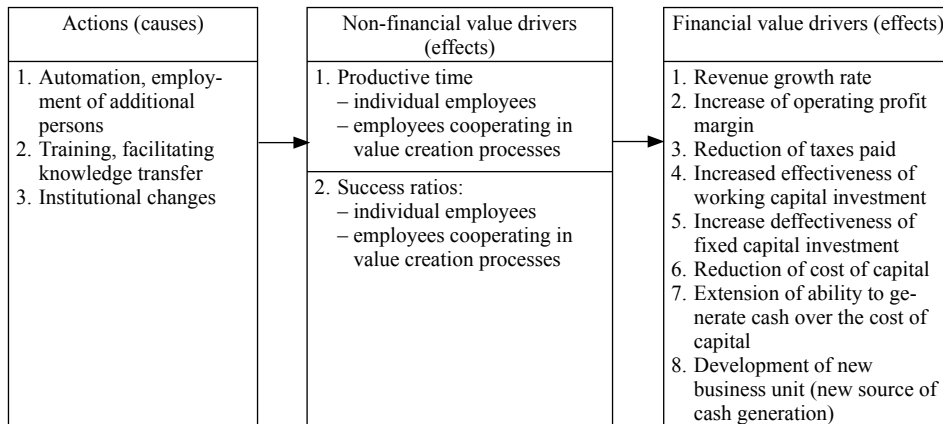 Actions (causes)
1. Automation, employ-
ment of additional
persons
2. Training, facilitating
knowledge transfer
3. Institutional changes
Non-financial value drivers
(effects)
1. Productive time
– individual employees
– employees cooperating in
value creation processes
2. Success ratios:
– individual employees
– employees cooperating in
value creation processes
Financial value drivers (effects)
1. Revenue growth rate
2. Increase of operating profit
margin
3. Reduction of taxes paid
4. Increased effectiveness of
working capital investment
5. Increase deffectiveness of
fixed capital investment
6. Reduction of cost of capital
7. Extension of ability to ge-
nerate cash over the cost of
capital
8. Development of new
business unit (new source of
cash generation)